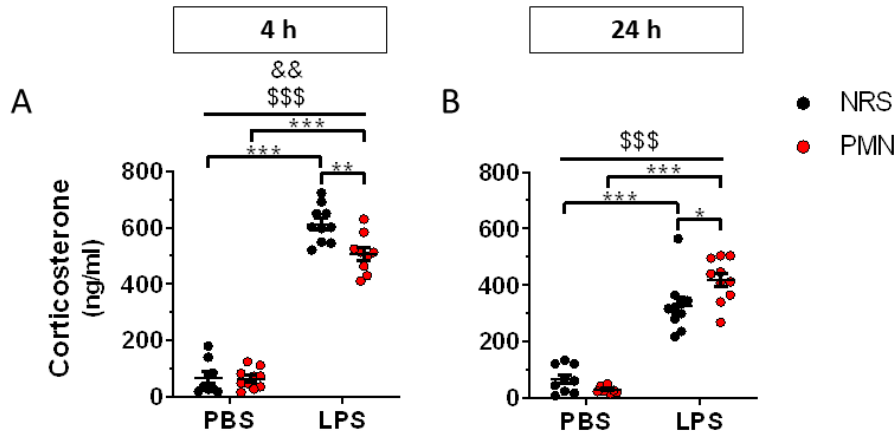 4 h
24 h
A
&&
$$$
***
***
**
B
$$$
***
***
*
NRS
PMN
Corticosterone
(ng/ml)
800
600
400
200
0
PBS
LPS
800
600
400
200
0
PBS
LPS